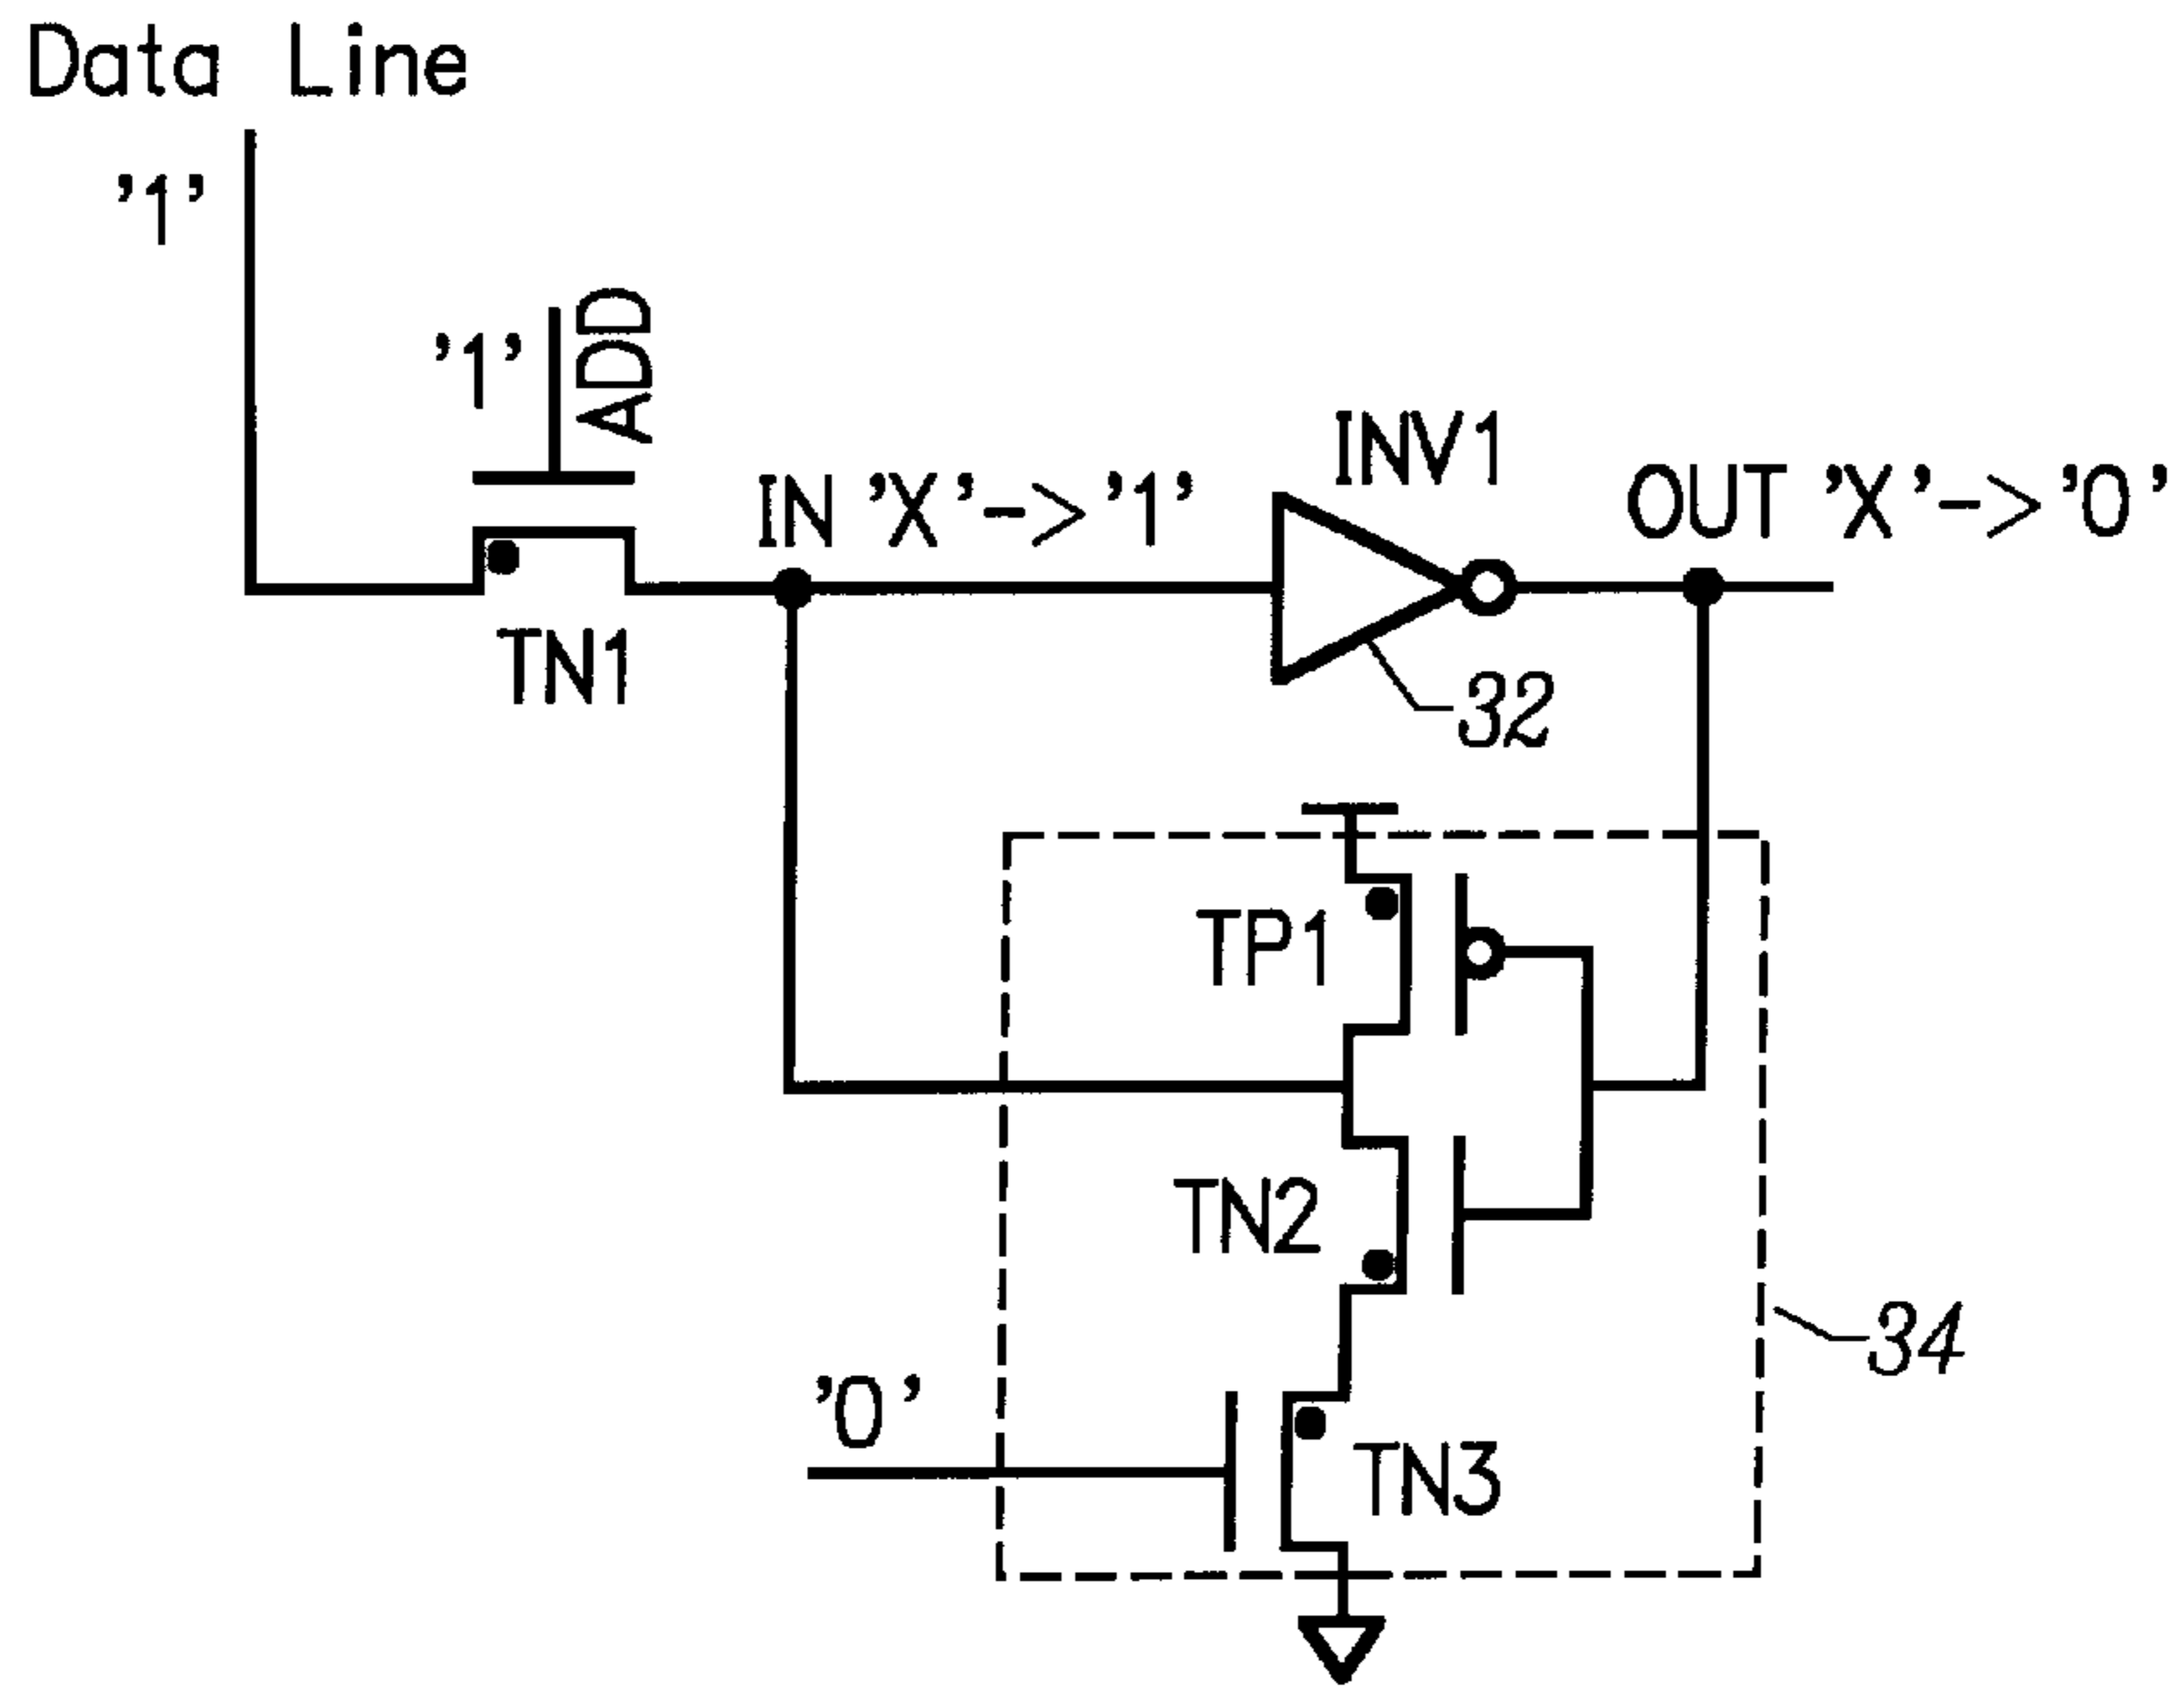 Data Line
'1'
'1'
ADD
TN1
IN 'X'->'1'
INV1
OUT 'X'->'0'
32
TP1
TN2
34
'0'
TN3